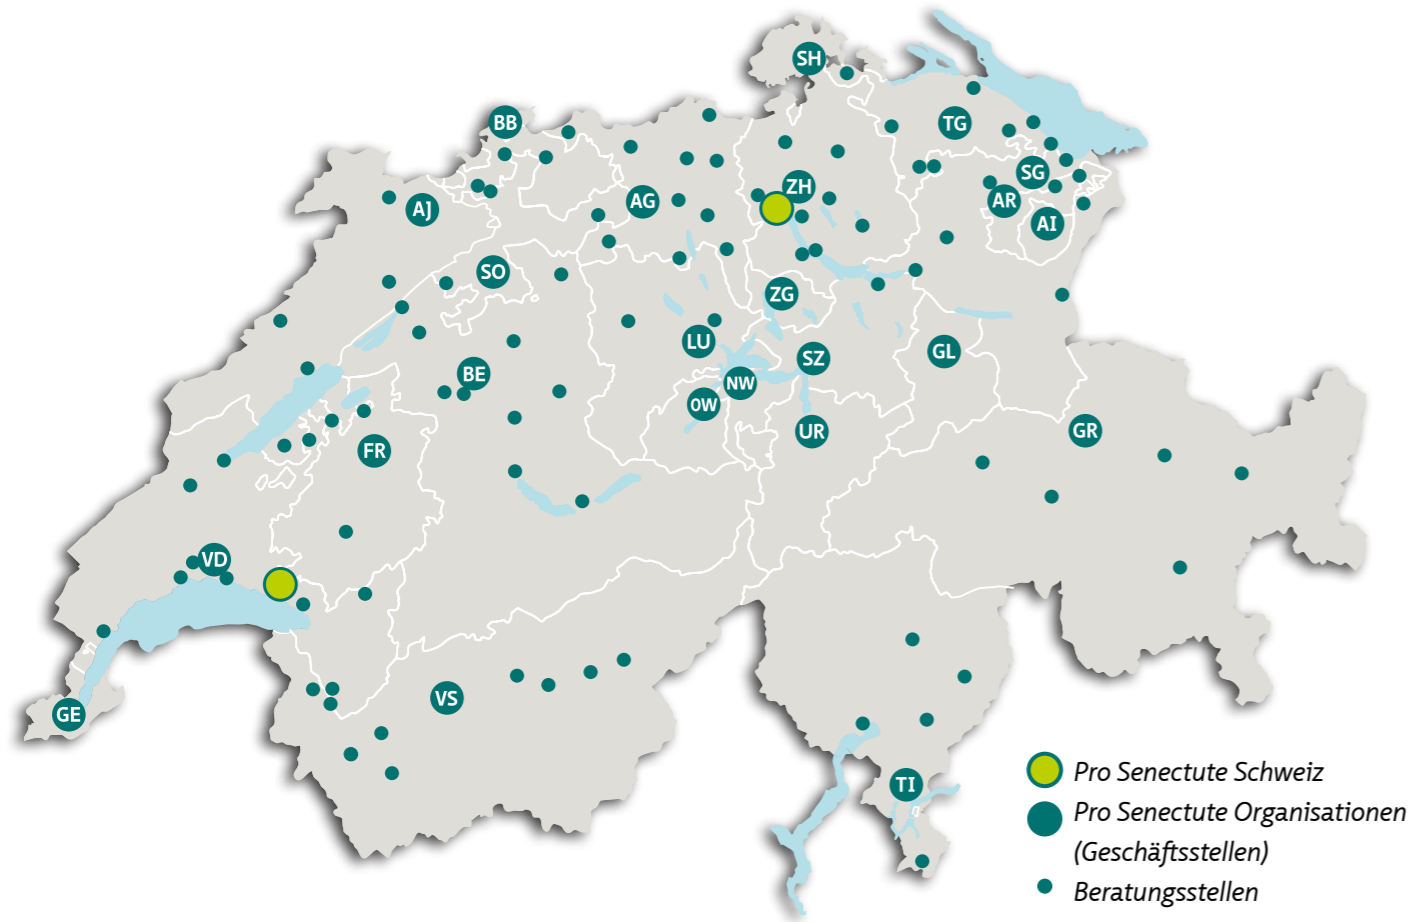 SH
BB
TG
SG
ZH
AG
AR
AJ
AI
SO
ZG
LU
SZ
GL
BE
NW
0W
UR
GR
FR
VD
VS
GE
TI
Pro Senectute Schweiz
Pro Senectute Organisationen
(Geschäftsstellen)
Beratungsstellen